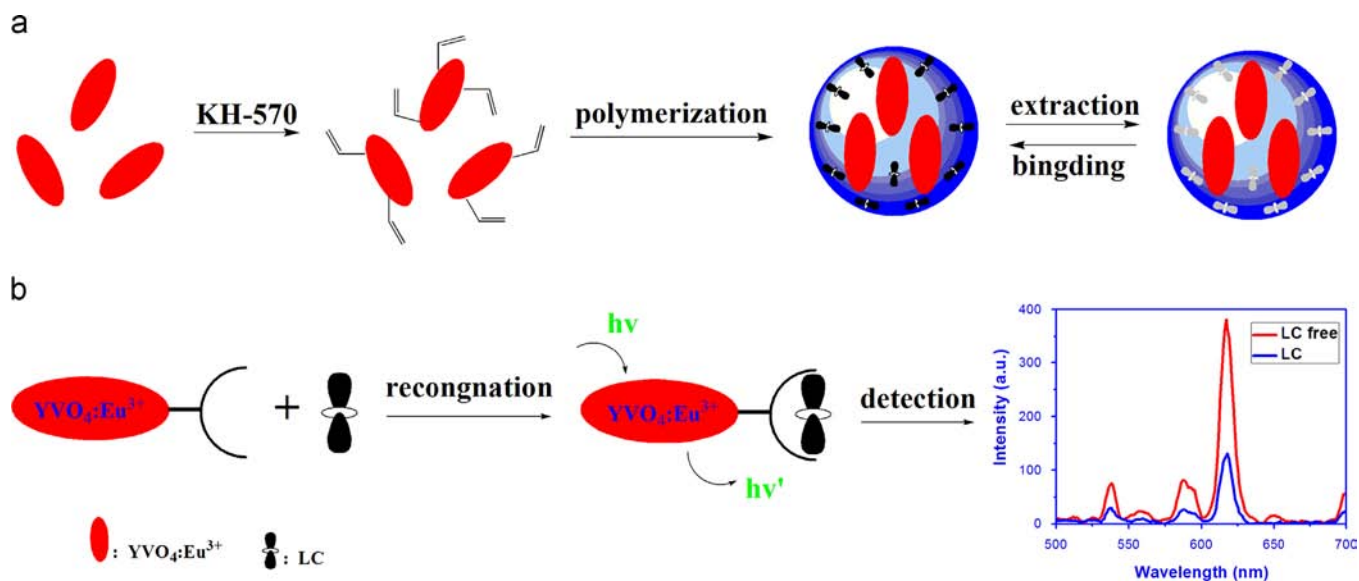 a
KH-570
polymerization
extraction
bingding
b
YVO₄:Eu³⁺
+
recongnation
hv
YVO₄:Eu³⁺
hv'
detection
: YVO₄:Eu³⁺
: LC
Intensity (a.u.)
400
300
200
100
0
LC free
LC
500 550 600 650 700
Wavelength (nm)